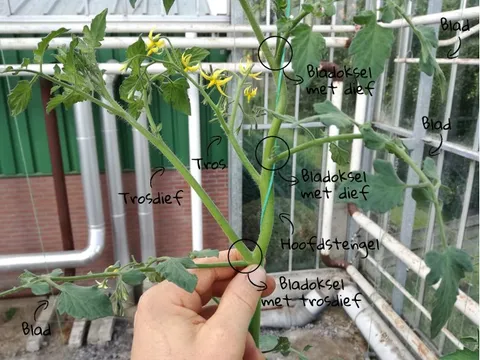 Blad
Blad
Bladoksel
met dief
Tros
Bladoksel
met dief
Trosdief
Hoofdstengel
Bladoksel
met trosdief
Blad